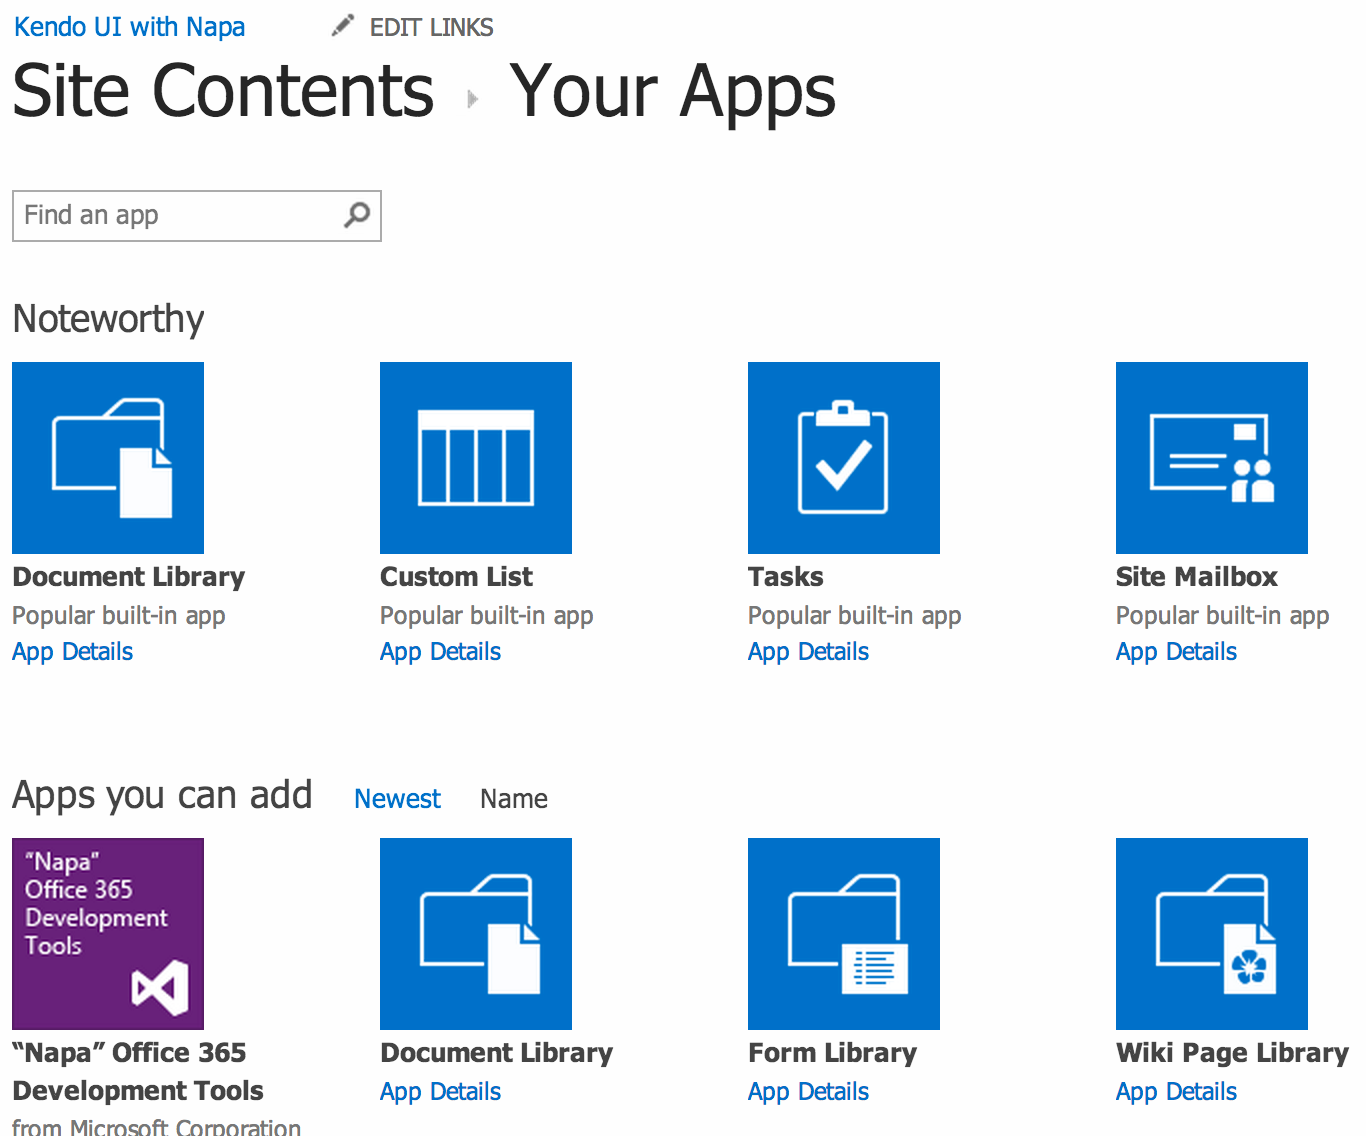 Kendo UI with Napa EDIT LINKS
Site Contents Your Apps
Find an app
Noteworthy
Document Library
Popular built-in app
App Details
Custom List
Popular built-in app
App Details
Tasks
Popular built-in app
App Details
Site Mailbox
Popular built-in app
App Details
Apps you can add Newest Name
“Napa”
Office 365
Development
Tools
“Napa” Office 365
Development Tools
from Microsoft Corporation
Document Library
App Details
Form Library
App Details
Wiki Page Library
App Details